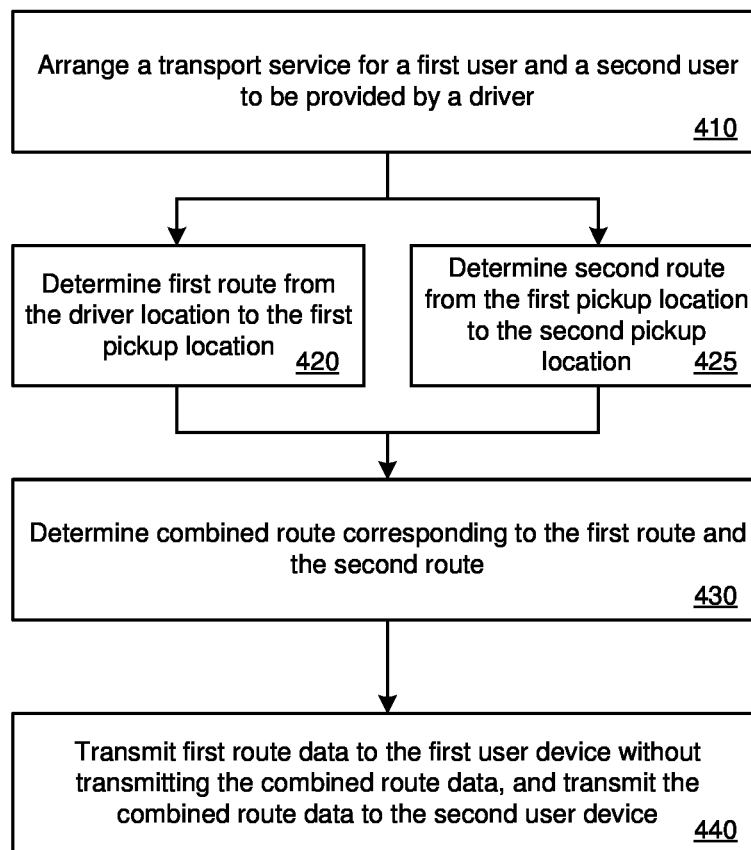 Arrange a transport service for a first user and a second user
to be provided by a driver
410
Determine first route from
the driver location to the first
pickup location
420
Determine second route
from the first pickup location
to the second pickup
location
425
Determine combined route corresponding to the first route and
the second route
430
Transmit first route data to the first user device without
transmitting the combined route data, and transmit the
combined route data to the second user device
440